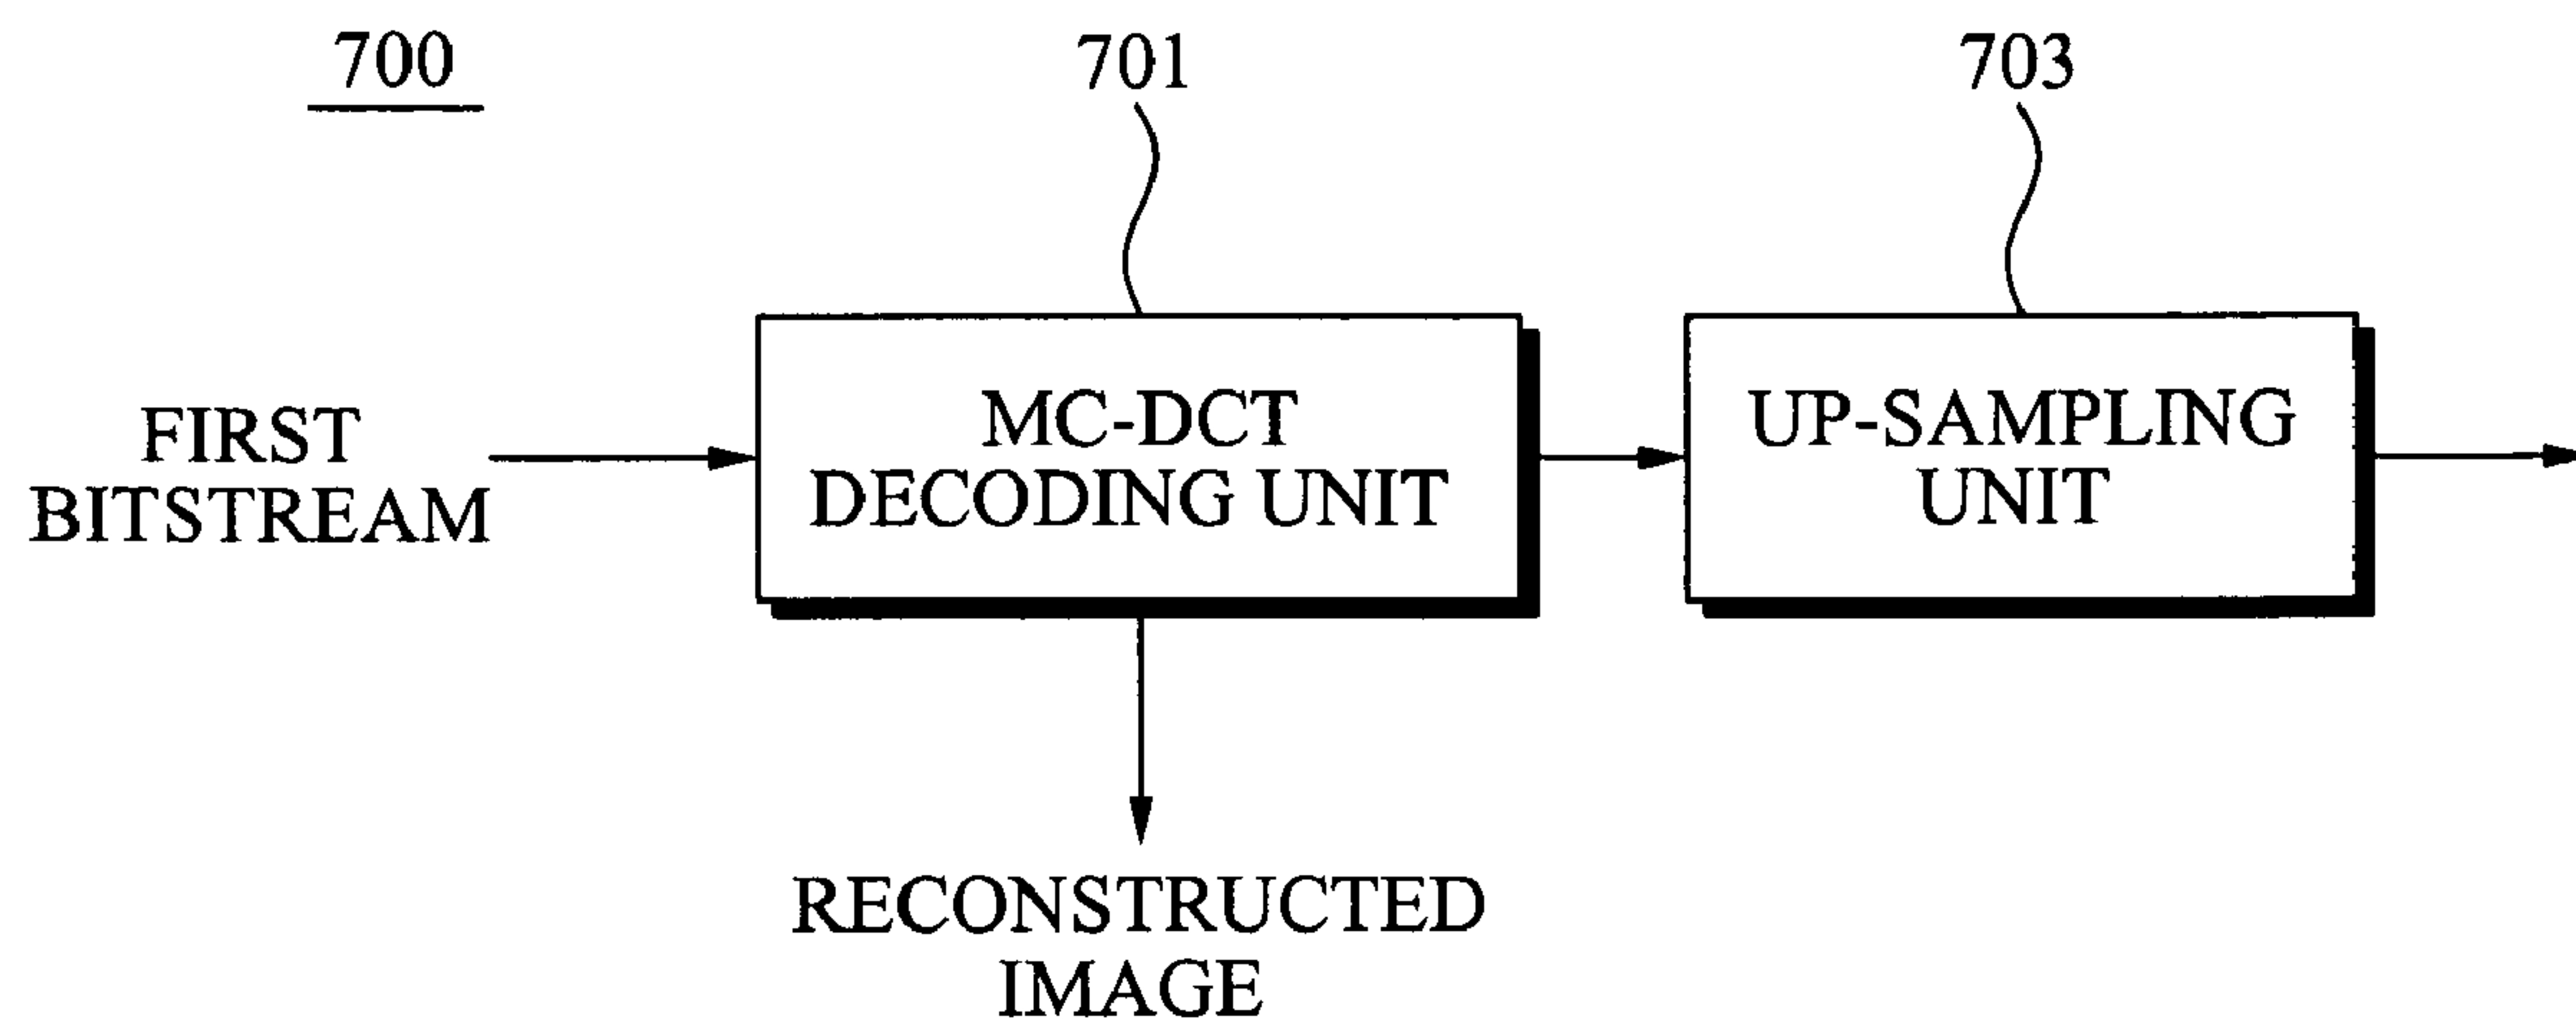 700
701
703
FIRST
BITSTREAM
MC-DCT
DECODING UNIT
UP-SAMPLING
UNIT
RECONSTRUCTED
IMAGE